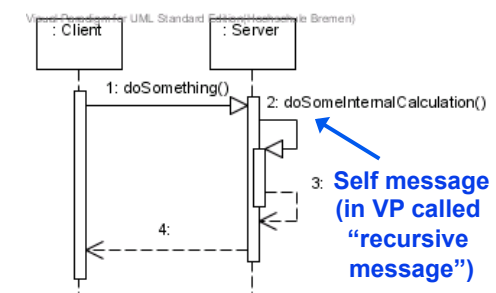 Visual Paradigm for UML Standard Edition(Hochschule Bremen)
: Client
: Server
1: doSomething()
2: doSomeInternalCalculation()
3:
Self message
(in VP called
“recursive
message”)
4: